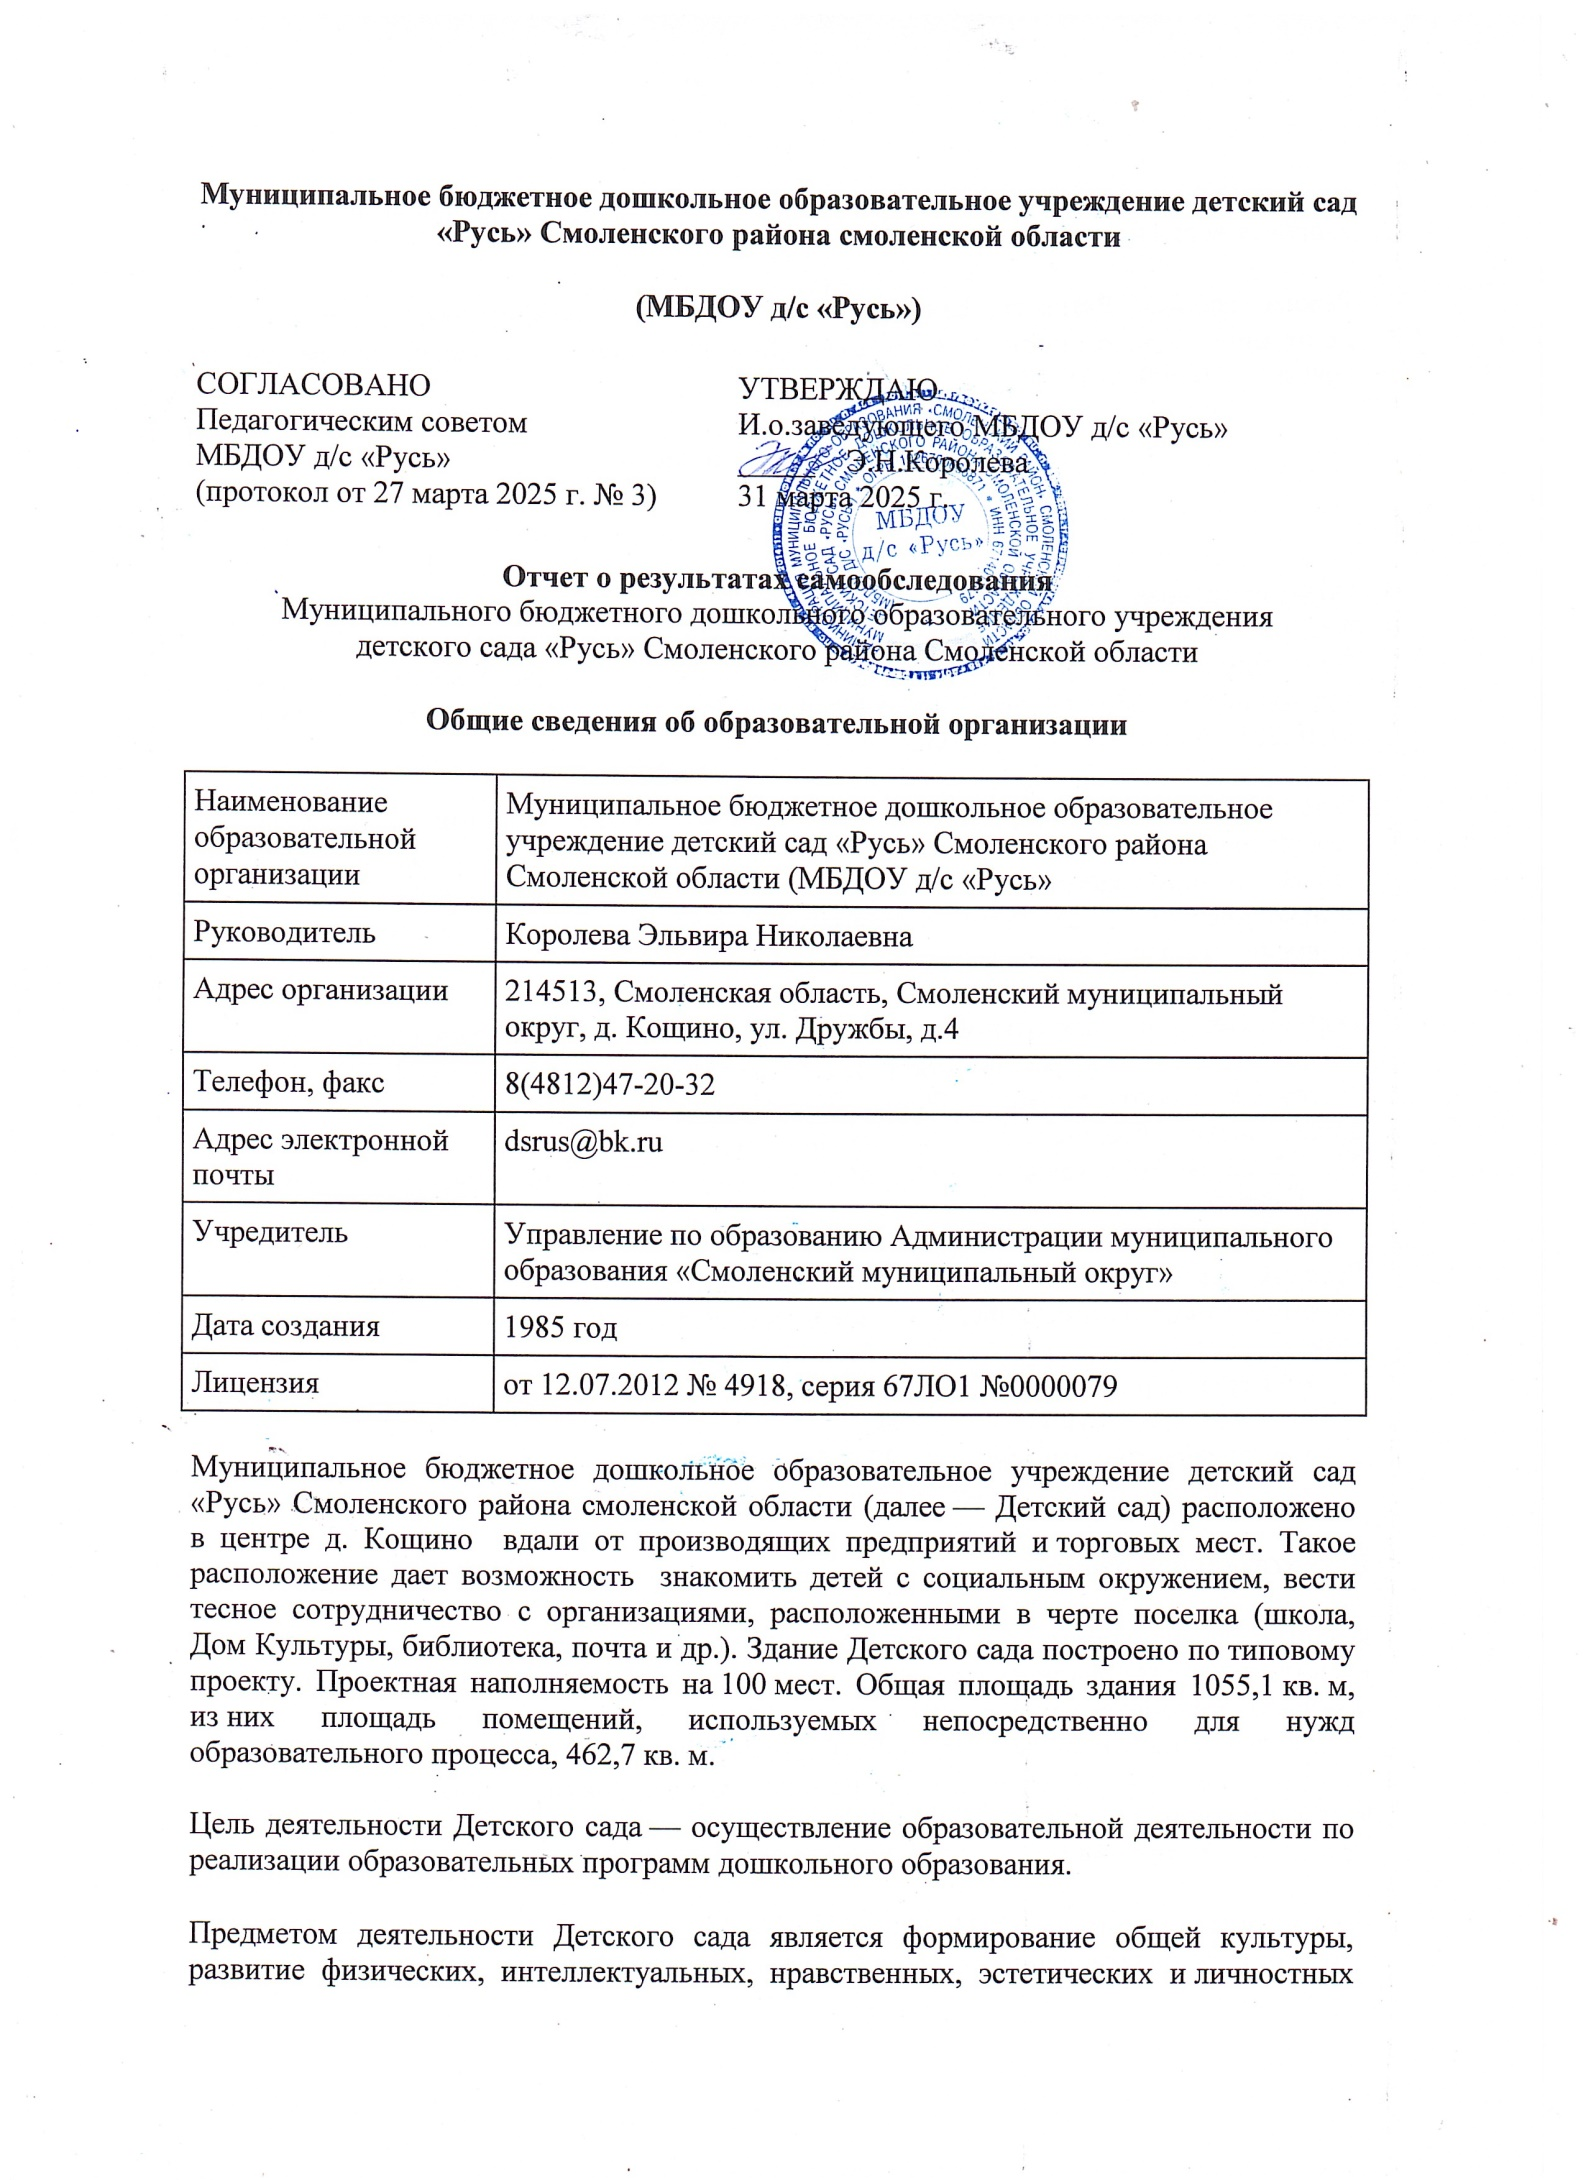 Муниципальное бюджетное дошкольное образовательное учреждение детский сад
«Русь» Смоленского района смоленской области
(МБДОУ д/с «Русь»)
СОГЛАСОВАНО
Педагогическим советом
МБДОУ д/с «Русь»
(протокол от 27 марта 2025 г. № 3)
УТВЕРЖДАЮ
И.о.заведующего МБДОУ д/с «Русь»
Э.Н.Королева
31 марта 2025 г.
МБДОУ
д/с «Русь»
Отчет о результатах самообследования
Муниципального бюджетного дошкольного образовательного учреждения
детского сада «Русь» Смоленского района Смоленской области
Общие сведения об образовательной организации
Наименование
образовательной
организации
Муниципальное бюджетное дошкольное образовательное
учреждение детский сад «Русь» Смоленского района
Смоленской области (МБДОУ д/с «Русь»
Руководитель
Королева Эльвира Николаевна
Адрес организации
214513, Смоленская область, Смоленский муниципальный
округ, д. Кощино, ул. Дружбы, д.4
Телефон, факс
8(4812)47-20-32
Адрес электронной
почты
dsrus@bk.ru
Учредитель
Управление по образованию Администрации муниципального
образования «Смоленский муниципальный округ»
Дата создания
1985 год
Лицензия
от 12.07.2012 № 4918, серия 67ЛО1 №0000079
Муниципальное бюджетное дошкольное образовательное учреждение детский сад
«Русь» Смоленского района смоленской области (далее — Детский сад) расположено
в центре д. Кощино вдали от производящих предприятий и торговых мест. Такое
расположение дает возможность знакомить детей с социальным окружением, вести
тесное сотрудничество с организациями, расположенными в черте поселка (школа,
Дом Культуры, библиотека, почта и др.). Здание Детского сада построено по типовому
проекту. Проектная наполняемость на 100 мест. Общая площадь здания 1055,1 кв. м,
из них площадь помещений, используемых непосредственно для нужд
образовательного процесса, 462,7 кв. м.
Цель деятельности Детского сада — осуществление образовательной деятельности по
реализации образовательных программ дошкольного образования.
Предметом деятельности Детского сада является формирование общей культуры,
развитие физических, интеллектуальных, нравственных, эстетических и личностных